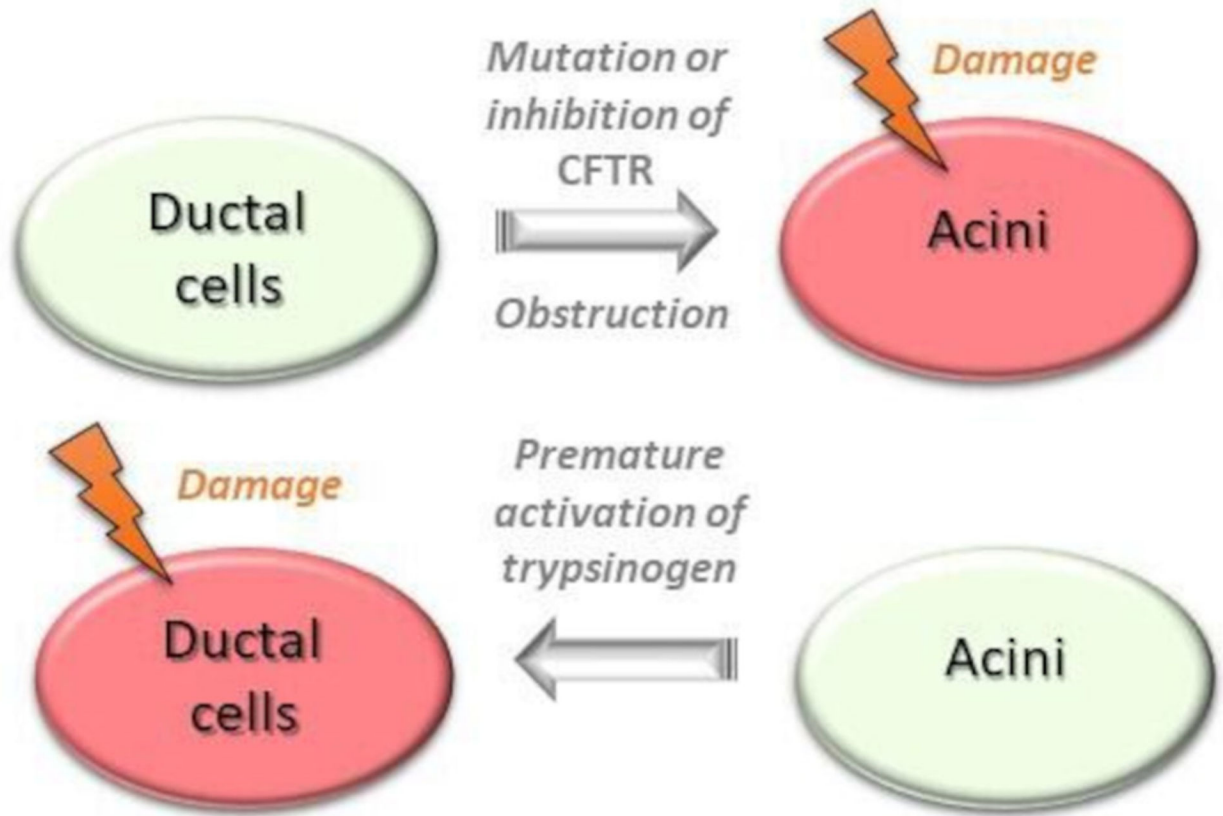 Mutation or
inhibition of
CFTR
Damage
Ductal
cells
Acini
Obstruction
Damage
Premature
activation of
trypsinogen
Ductal
cells
Acini